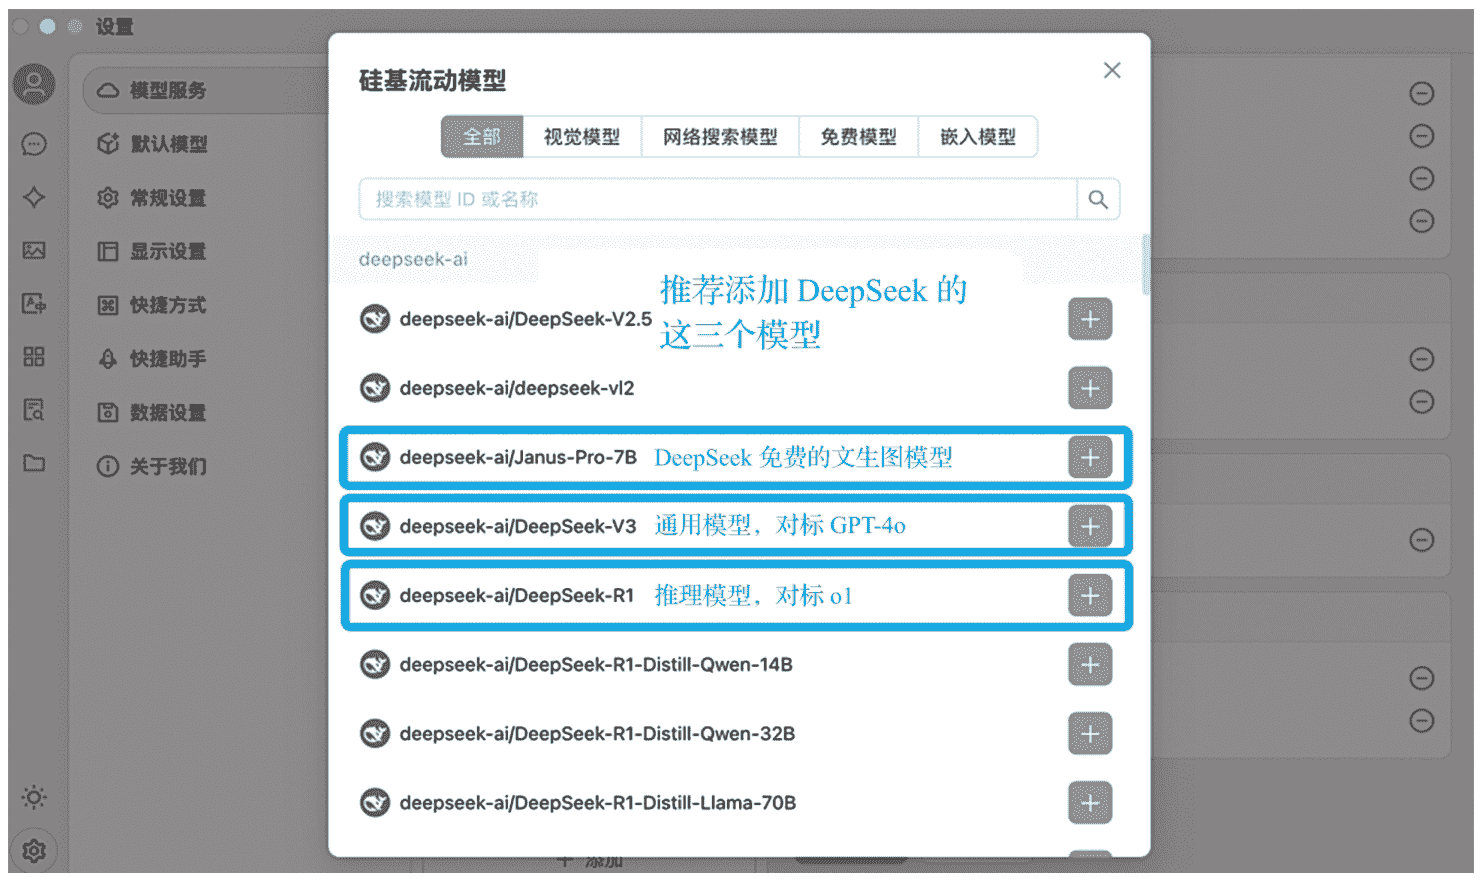 设置
模型服务
默认模型
常规设置
显示设置
快捷方式
快捷助手
数据设置
关于我们
硅基流动模型
全部 视觉模型 网络搜索模型 免费模型 嵌入模型
搜索模型 ID 或名称
deepseek-ai
推荐添加 DeepSeek 的
这三个模型
deepseek-ai/DeepSeek-V2.5
deepseek-ai/deepseek-vl2
deepseek-ai/Janus-Pro-7B DeepSeek 免费的文生图模型
deepseek-ai/DeepSeek-V3 通用模型，对标 GPT-4o
deepseek-ai/DeepSeek-R1 推理模型，对标 o1
deepseek-ai/DeepSeek-R1-Distill-Qwen-14B
deepseek-ai/DeepSeek-R1-Distill-Qwen-32B
deepseek-ai/DeepSeek-R1-Distill-Llama-70B
添加